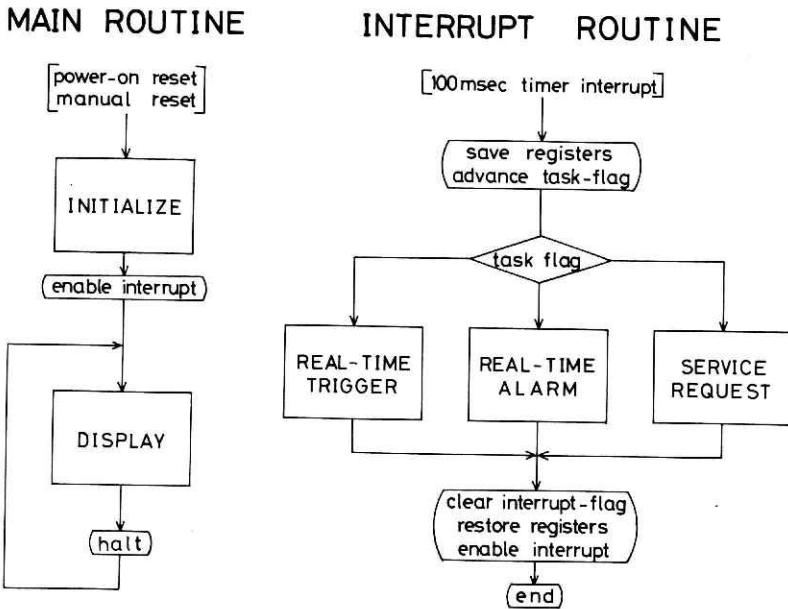 MAIN ROUTINE
[power-on reset
manual reset]
INITIALIZE
(enable interrupt)
DISPLAY
(halt)
INTERRUPT ROUTINE
[100msec timer interrupt]
save registers
advance task-flag
task flag
REAL-TIME
TRIGGER
REAL-TIME
ALARM
SERVICE
REQUEST
clear interrupt-flag
restore registers
enable interrupt
(end)